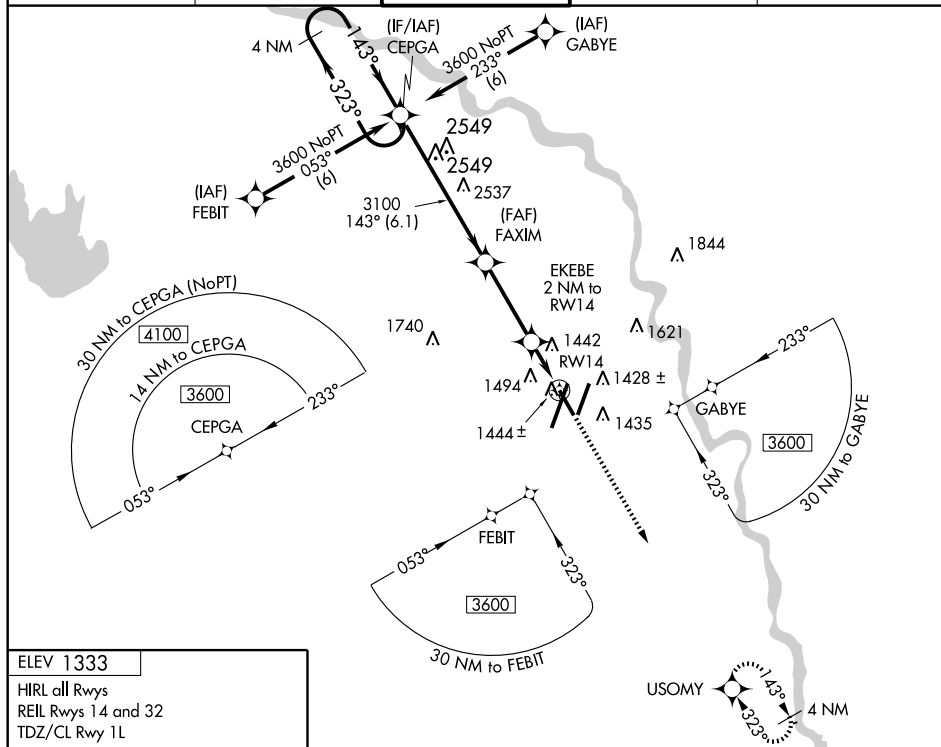 4 NM
143°
323°
(IF/IAF)
CEPGA
(IAF)
GABYE
3600 NoPT
233°
(6)
3600 NoPT
053°
(6)
(IAF)
FEBIT
2549
2549
2537
3100
143° (6.1)
(FAF)
FAXIM
1844
EKEBE
2 NM to
RW14
1740
1442
1621
RW14
1494
1428 ±
1444 ±
1435
30 NM to CEPGA (NoPT)
4100
14 NM to CEPGA
3600
CEPGA
233°
053°
233°
GABYE
3600
323°
30 NM to GABYE
053°
FEBIT
323°
3600
30 NM to FEBIT
ELEV 1333
HIRL all Rwys
REIL Rwys 14 and 32
TDZ/CL Rwy 1L
USOMY
143°
323°
4 NM